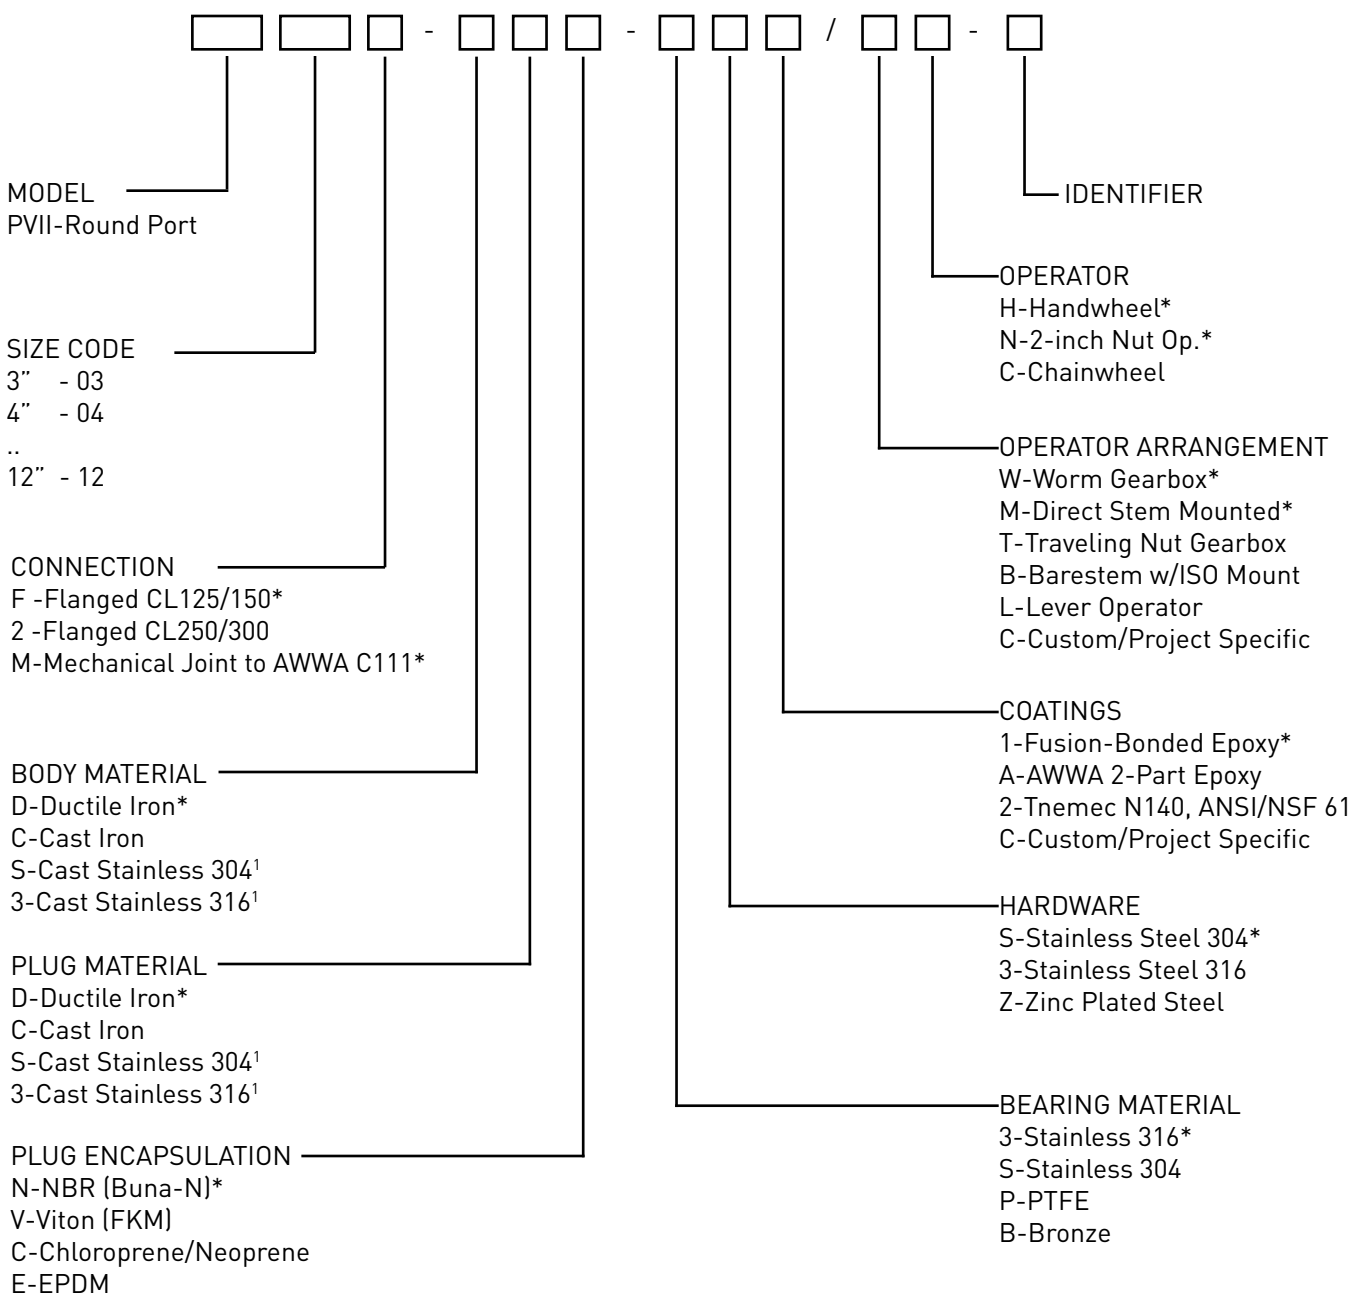 - - / -
MODEL
PVII-Round Port
SIZE CODE
3” - 03
4” - 04
..
12” - 12
CONNECTION
F -Flanged CL125/150*
2 -Flanged CL250/300
M-Mechanical Joint to AWWA C111*
BODY MATERIAL
D-Ductile Iron*
C-Cast Iron
S-Cast Stainless 304¹
3-Cast Stainless 316¹
PLUG MATERIAL
D-Ductile Iron*
C-Cast Iron
S-Cast Stainless 304¹
3-Cast Stainless 316¹
PLUG ENCAPSULATION
N-NBR (Buna-N)*
V-Viton (FKM)
C-Chloroprene/Neoprene
E-EPDM
IDENTIFIER
OPERATOR
H-Handwheel*
N-2-inch Nut Op.*
C-Chainwheel
OPERATOR ARRANGEMENT
W-Worm Gearbox*
M-Direct Stem Mounted*
T-Traveling Nut Gearbox
B-Barestem w/ISO Mount
L-Lever Operator
C-Custom/Project Specific
COATINGS
1-Fusion-Bonded Epoxy*
A-AWWA 2-Part Epoxy
2-Tnemec N140, ANSI/NSF 61
C-Custom/Project Specific
HARDWARE
S-Stainless Steel 304*
3-Stainless Steel 316
Z-Zinc Plated Steel
BEARING MATERIAL
3-Stainless 316*
S-Stainless 304
P-PTFE
B-Bronze